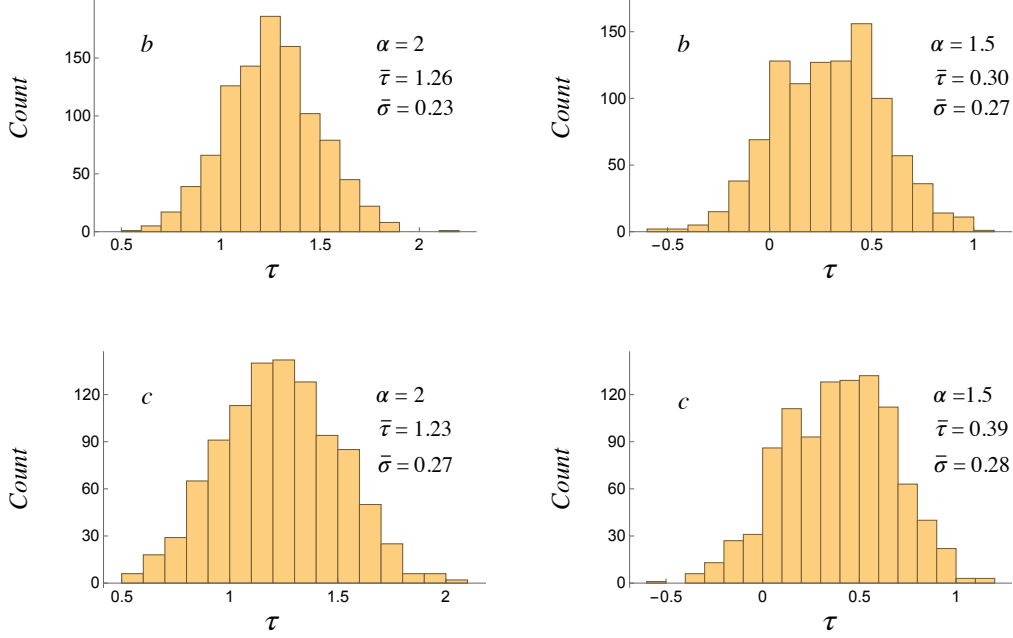 b
α = 2
τ̄ = 1.26
σ̄ = 0.23
Count
150
100
50
0
0.5 1 1.5 2
τ
b
α = 1.5
τ̄ = 0.30
σ̄ = 0.27
Count
150
100
50
0
−0.5 0 0.5 1
τ
c
α = 2
τ̄ = 1.23
σ̄ = 0.27
Count
120
90
60
30
0
0.5 1 1.5 2
τ
c
α =1.5
τ̄ = 0.39
σ̄ = 0.28
Count
120
90
60
30
0
−0.5 0 0.5 1
τ